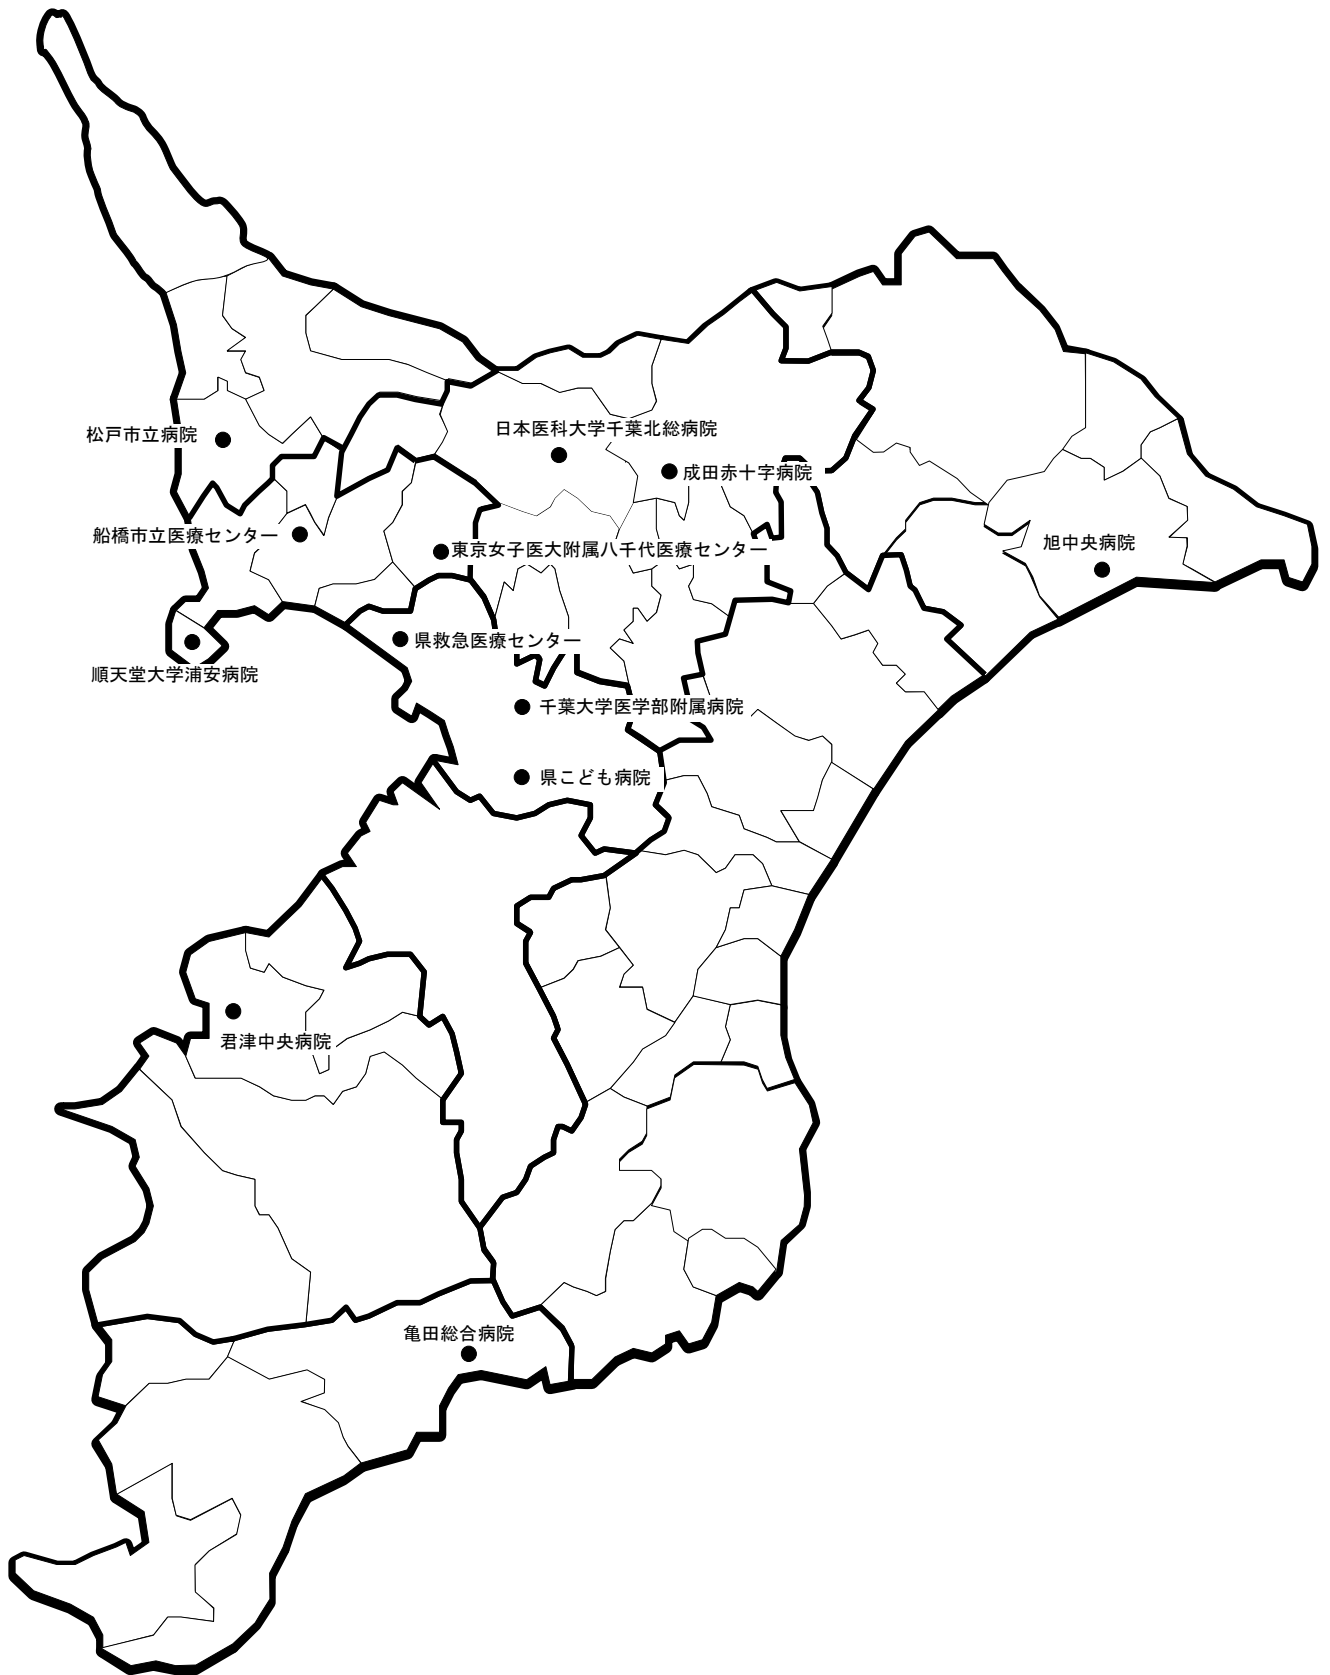 日本医科大学千葉北総病院
松戸市立病院
成田赤十字病院
船橋市立医療センター
東京女子医大附属八千代医療センター
旭中央病院
県救急医療センター
順天堂大学浦安病院
千葉大学医学部附属病院
県こども病院
君津中央病院
亀田総合病院